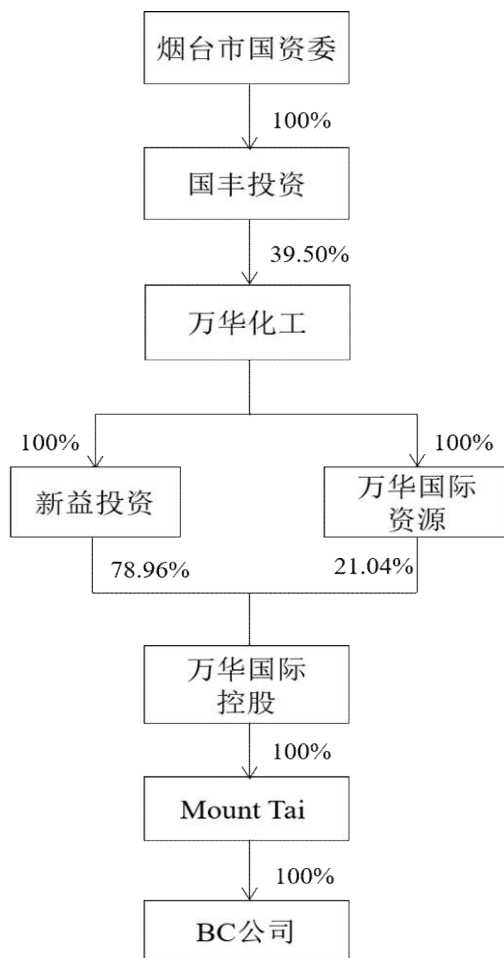 烟台市国资委
100%
国丰投资
39.50%
万华化工
100%
100%
新益投资
万华国际
资源
78.96%
21.04%
万华国际
控股
100%
Mount Tai
100%
BC公司